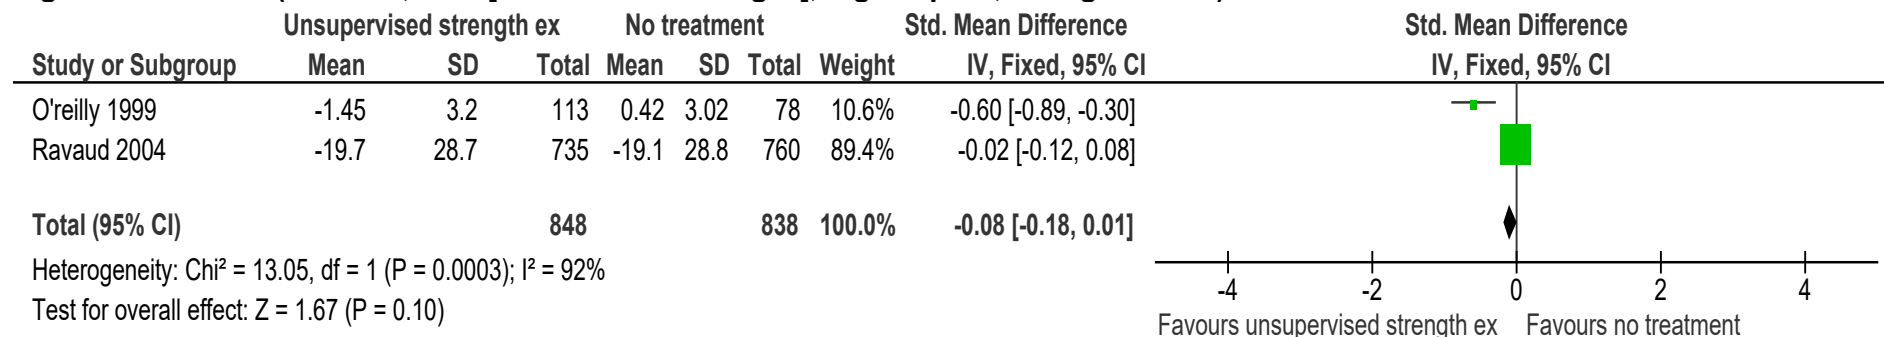 Unsupervised strength ex No treatment Std. Mean Difference Std. Mean Difference
Study or Subgroup Mean SD Total Mean SD Total Weight IV, Fixed, 95% CI IV, Fixed, 95% CI
O'reilly 1999 -1.45 3.2 113 0.42 3.02 78 10.6% -0.60 [-0.89, -0.30]
Ravaud 2004 -19.7 28.7 735 -19.1 28.8 760 89.4% -0.02 [-0.12, 0.08]
Total (95% CI) 848 838 100.0% -0.08 [-0.18, 0.01]
Heterogeneity: Chi² = 13.05, df = 1 (P = 0.0003); I² = 92%
Test for overall effect: Z = 1.67 (P = 0.10)
-4 -2 0 2 4
Favours unsupervised strength ex Favours no treatment